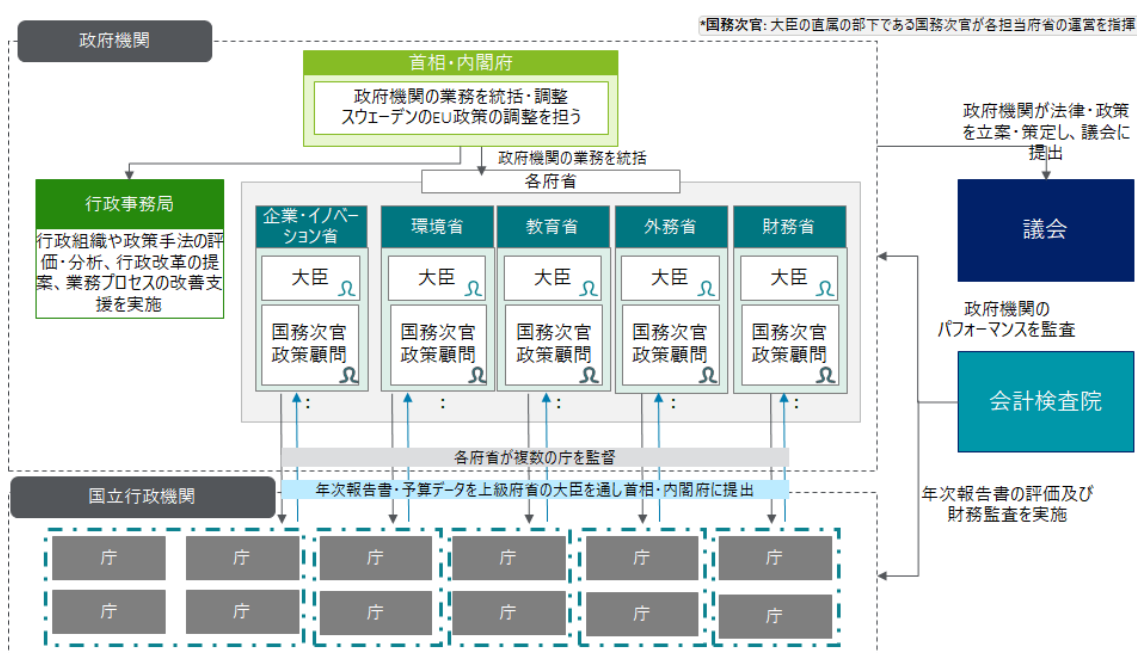 *国務次官: 大臣の直属の部下である国務次官が各担当府省の運営を指揮
政府機関
首相・内閣府
政府機関の業務を統括・調整
スウェーデンのEU政策の調整を担う
政府機関が法律・政策
を立案・策定し、議会に
提出
政府機関の業務を統括
各府省
行政事務局
行政組織や政策手法の評
価・分析、行政改革の提
案、業務プロセスの改善支
援を実施
企業・イノベー
ション省
環境省
教育省
外務省
財務省
議会
大臣
大臣
大臣
大臣
大臣
国務次官
政策顧問
国務次官
政策顧問
国務次官
政策顧問
国務次官
政策顧問
国務次官
政策顧問
:
:
:
:
:
政府機関の
パフォーマンスを監査
会計検査院
各府省が複数の庁を監督
国立行政機関
年次報告書・予算データを上級府省の大臣を通し首相・内閣府に提出
年次報告書の評価及び
財務監査を実施
庁
庁
庁
庁
庁
庁
庁
庁
庁
庁
庁
庁